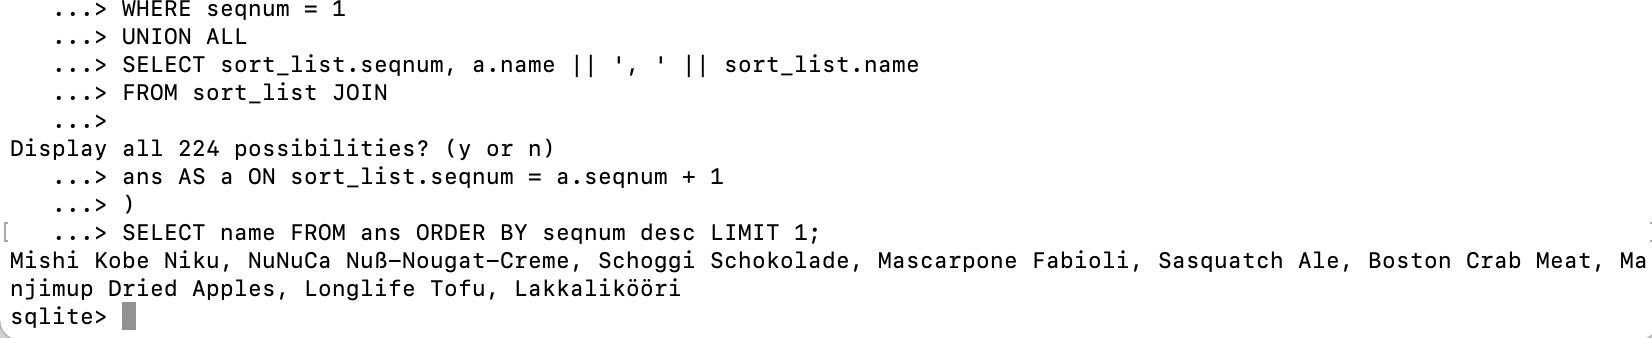 ...> WHERE seqnum = 1
...> UNION ALL
...> SELECT sort_list.seqnum, a.name || ', ' || sort_list.name
...> FROM sort_list JOIN
...>
Display all 224 possibilities? (y or n)
...> ans AS a ON sort_list.seqnum = a.seqnum + 1
...> )
[ ...> SELECT name FROM ans ORDER BY seqnum desc LIMIT 1;
Mishi Kobe Niku, NuNuCa Nuß-Nougat-Creme, Schoggi Schokolade, Mascarpone Fabioli, Sasquatch Ale, Boston Crab Meat, Ma
njimup Dried Apples, Longlife Tofu, Lakkalikööri
sqlite>